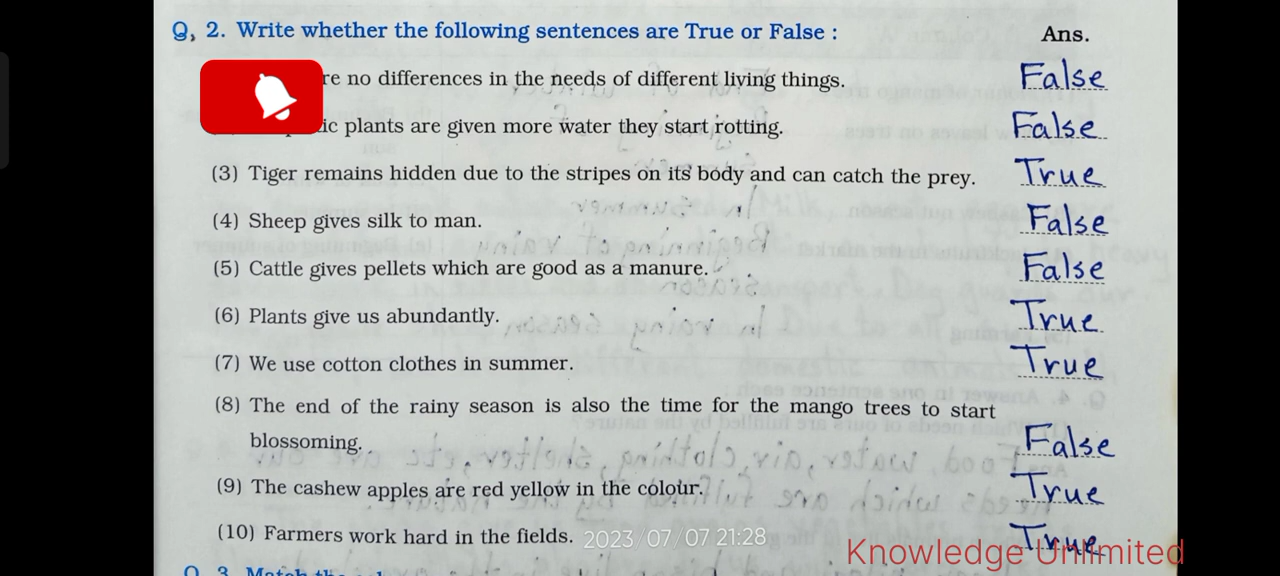 Q, 2. Write whether the following sentences are True or False : Ans.
re no differences in the needs of different living things. False
ic plants are given more water they start rotting. False
(3) Tiger remains hidden due to the stripes on its body and can catch the prey. True
(4) Sheep gives silk to man. False
(5) Cattle gives pellets which are good as a manure. False
(6) Plants give us abundantly. True
(7) We use cotton clothes in summer. True
(8) The end of the rainy season is also the time for the mango trees to start
blossoming. False
(9) The cashew apples are red yellow in the colour. True
(10) Farmers work hard in the fields. True
2023/07/07 21:28
Knowledge Unlimited
Q. 3. Match the